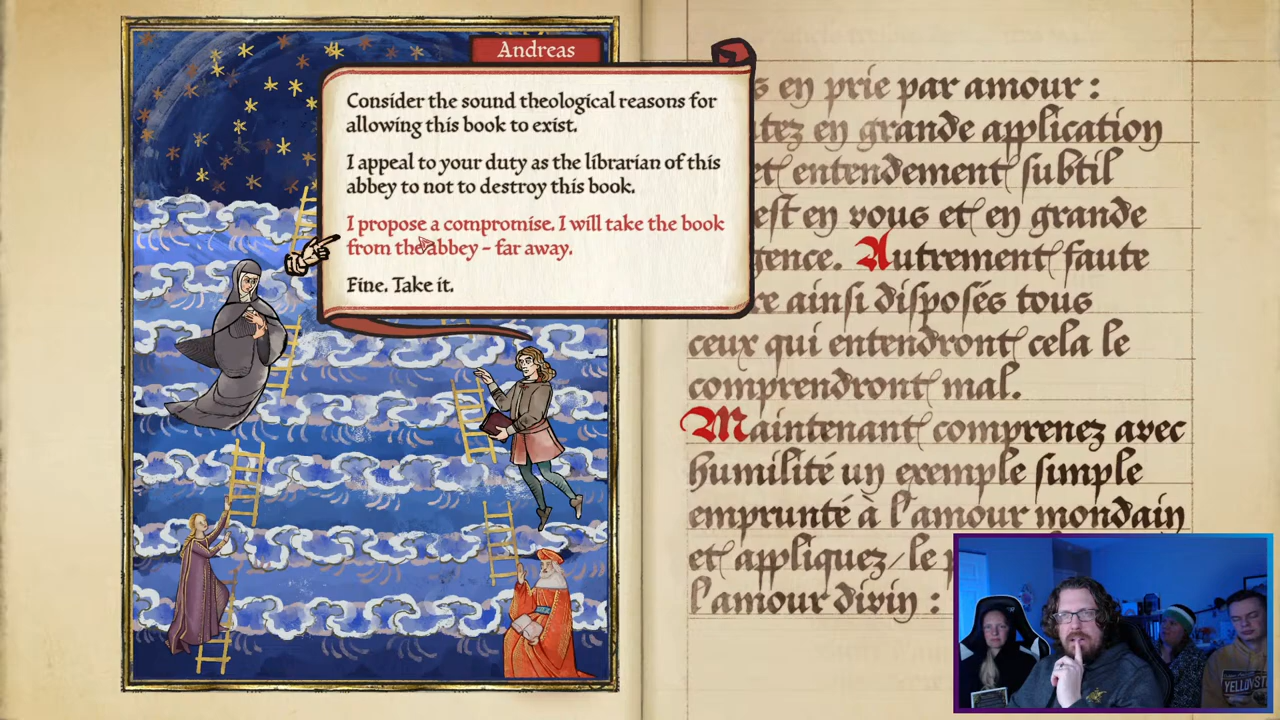 Andreas
Consider the sound theological reasons for
allowing this book to exist.
I appeal to your duty as the librarian of this
abbey to not to destroy this book.
I propose a compromise. I will take the book
from the abbey - far away.
Fine. Take it.
en prie par amour :
en grande application
et entendement subtil
est en vous et en grande
Autrement faute
ainsi disposés tous
ceux qui entendront cela le
comprendront mal.
Maintenant comprenez avec
humilité un exemple simple
emprunté à l'amour mondain
et appliquez-le
l'amour divin :